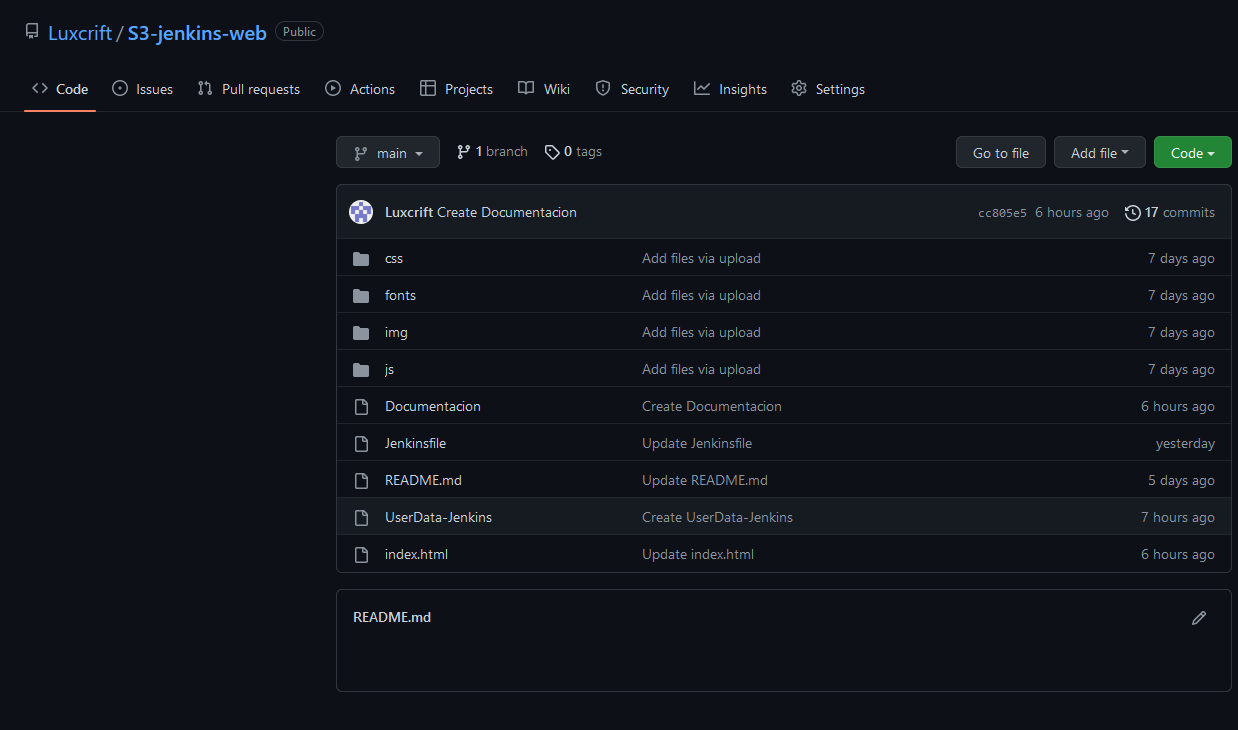 Luxcrift / S3-jenkins-web Public
Code Issues Pull requests Actions Projects Wiki Security Insights Settings
main 1 branch 0 tags Go to file Add file Code
Luxcrift Create Documentacion cc805e5 6 hours ago 17 commits
css Add files via upload 7 days ago
fonts Add files via upload 7 days ago
img Add files via upload 7 days ago
js Add files via upload 7 days ago
Documentacion Create Documentacion 6 hours ago
Jenkinsfile Update Jenkinsfile yesterday
README.md Update README.md 5 days ago
UserData-Jenkins Create UserData-Jenkins 7 hours ago
index.html Update index.html 6 hours ago
README.md